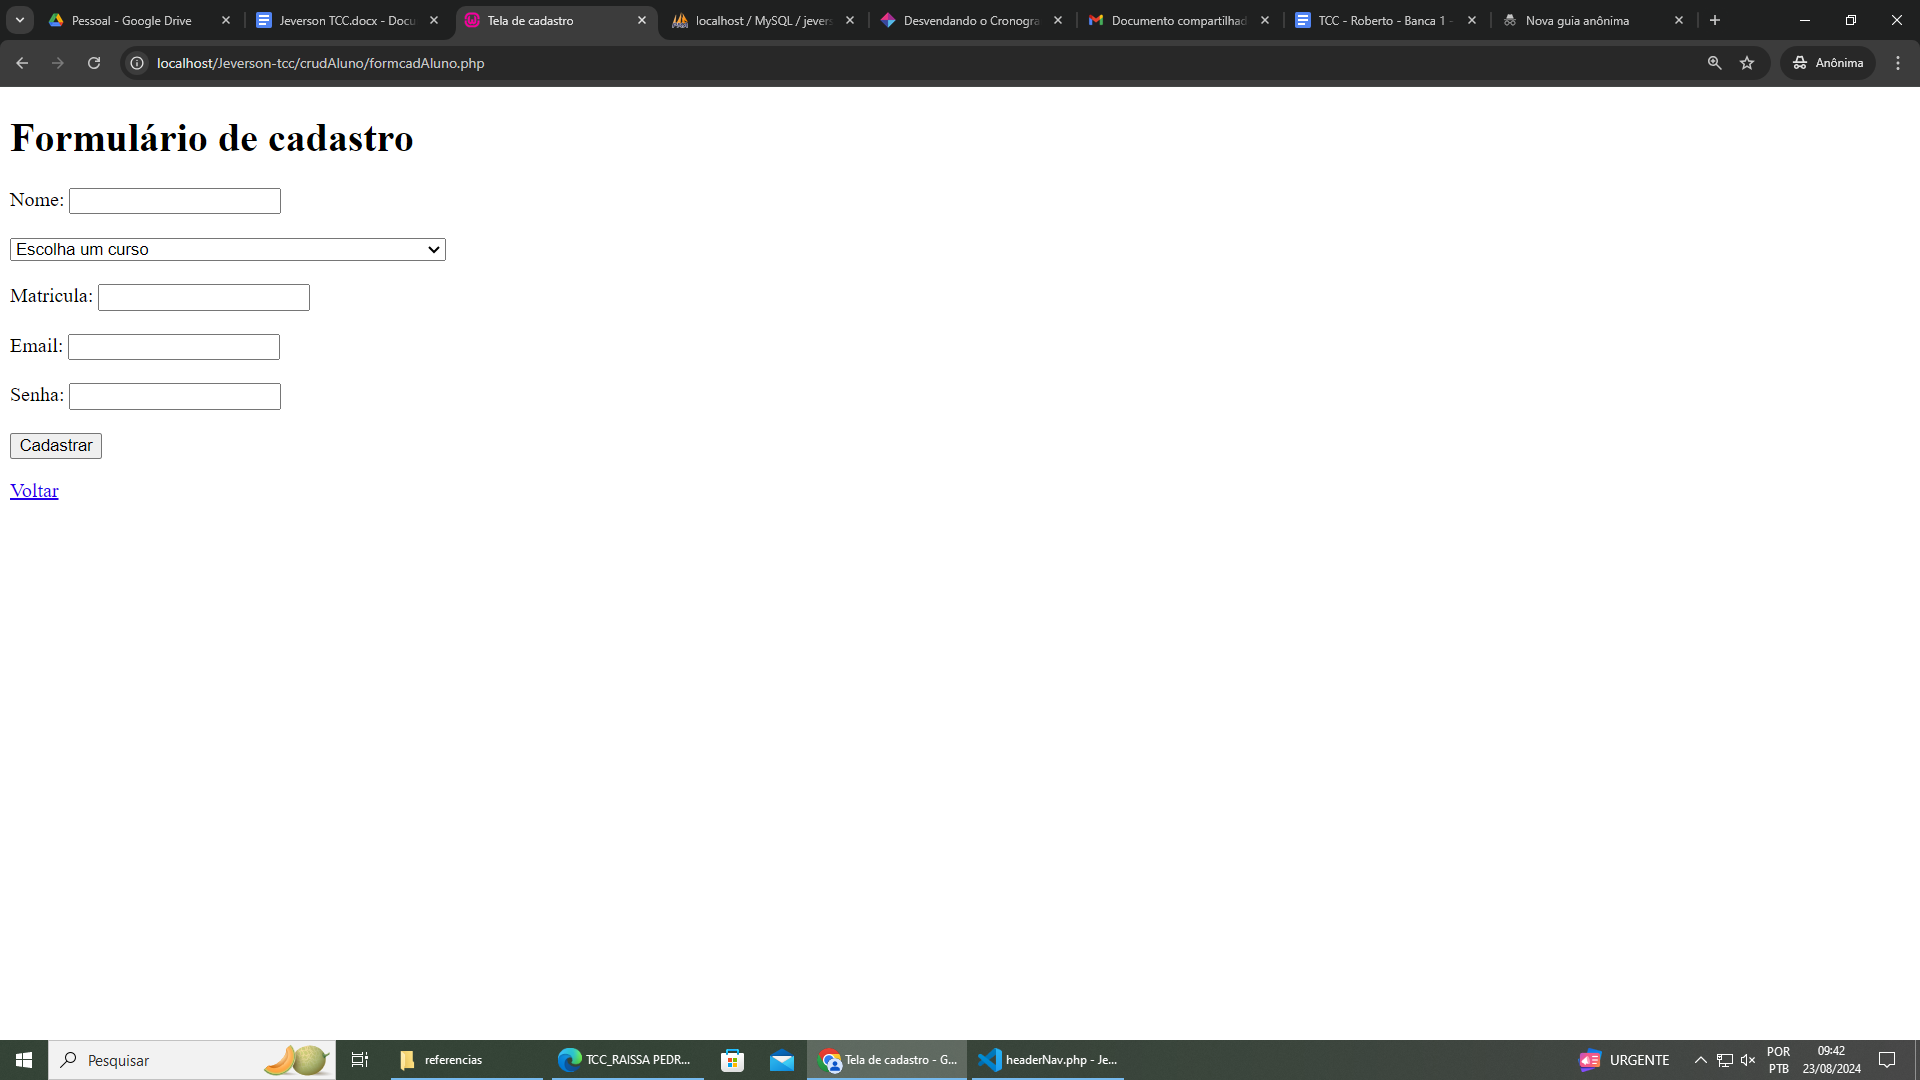 Pessoal - Google Drive
Jeverson TCC.docx - Docu
Tela de cadastro
localhost / MySQL / jevers
Desvendando o Cronogra
Documento compartilhad
TCC - Roberto - Banca 1 -
Nova guia anônima
localhost/Jeverson-tcc/crudAluno/formcadAluno.php
Anônima
Formulário de cadastro
Nome:
Escolha um curso
Matricula:
Email:
Senha:
Cadastrar
Voltar
Pesquisar
referencias
TCC_RAISSA PEDR...
Tela de cadastro - G...
headerNav.php - Je...
URGENTE
POR
PTB
09:42
23/08/2024